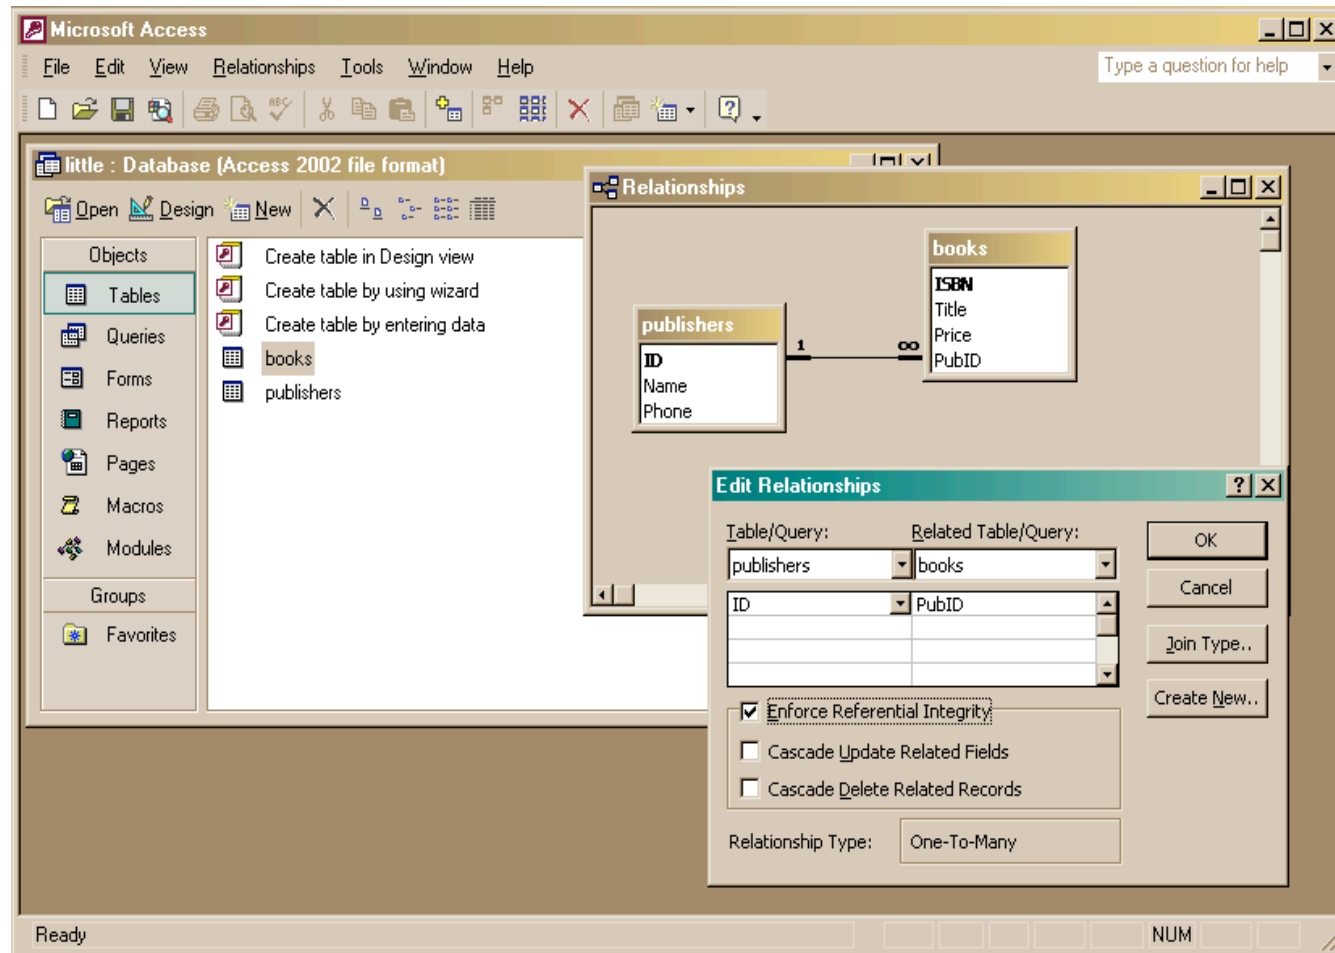 Microsoft Access
File Edit View Relationships Tools Window Help
Type a question for help
ABC
little : Database (Access 2002 file format)
Open Design New
Objects
Tables
Queries
Forms
Reports
Pages
Macros
Modules
Groups
Favorites
Create table in Design view
Create table by using wizard
Create table by entering data
books
publishers
Relationships
publishers
ID
Name
Phone
1 ∞
books
ISBN
Title
Price
PubID
Edit Relationships
Table/Query: Related Table/Query:
publishers books
ID PubID
OK
Cancel
Join Type..
Create New..
Enforce Referential Integrity
Cascade Update Related Fields
Cascade Delete Related Records
Relationship Type: One-To-Many
Ready NUM